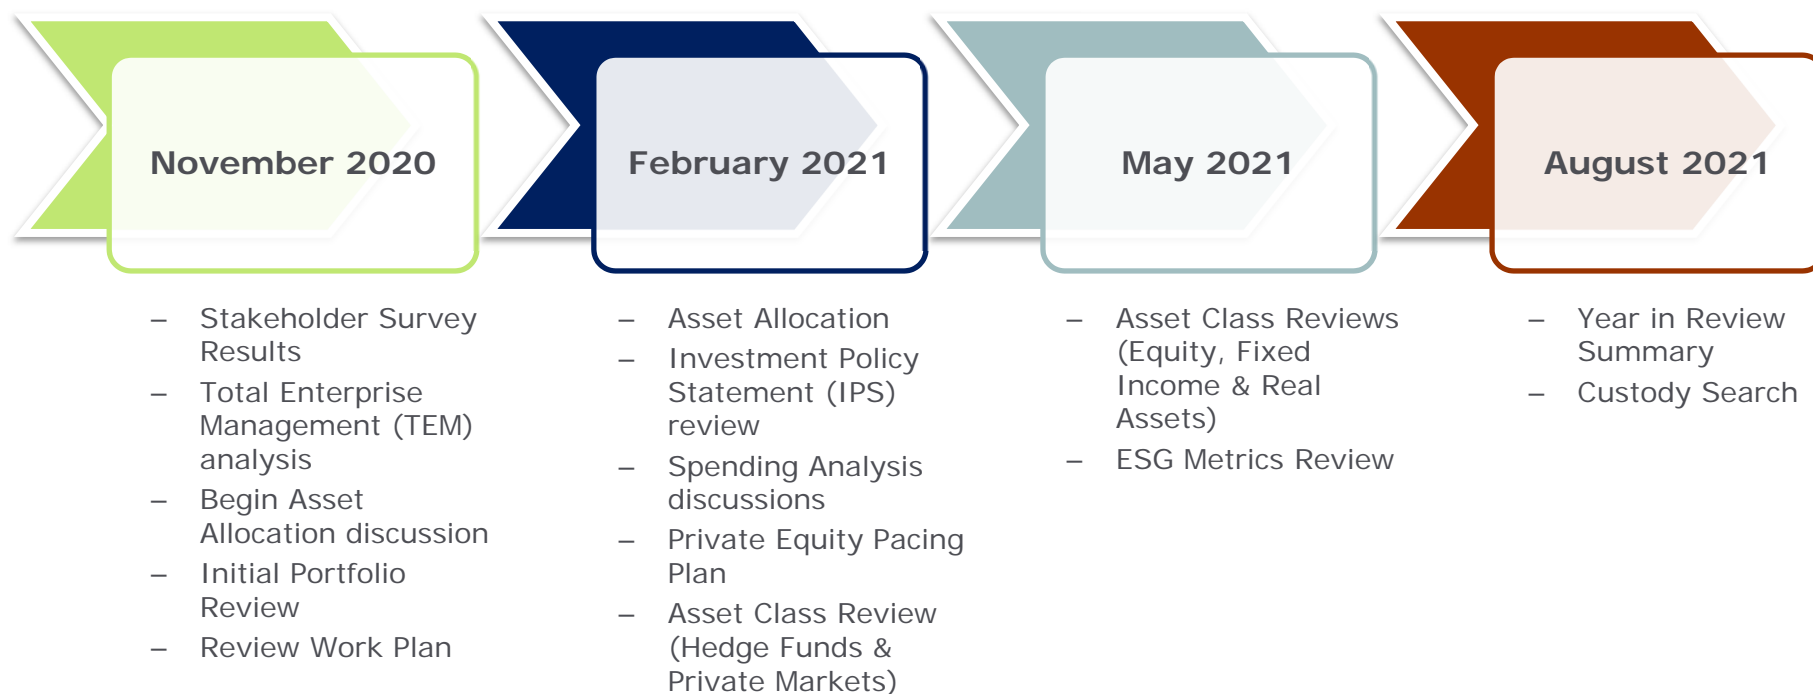 November 2020
– Stakeholder Survey
Results
– Total Enterprise
Management (TEM)
analysis
– Begin Asset
Allocation discussion
– Initial Portfolio
Review
– Review Work Plan
February 2021
– Asset Allocation
– Investment Policy
Statement (IPS)
review
– Spending Analysis
discussions
– Private Equity Pacing
Plan
– Asset Class Review
(Hedge Funds &
Private Markets)
May 2021
– Asset Class Reviews
(Equity, Fixed
Income & Real
Assets)
– ESG Metrics Review
August 2021
– Year in Review
Summary
– Custody Search